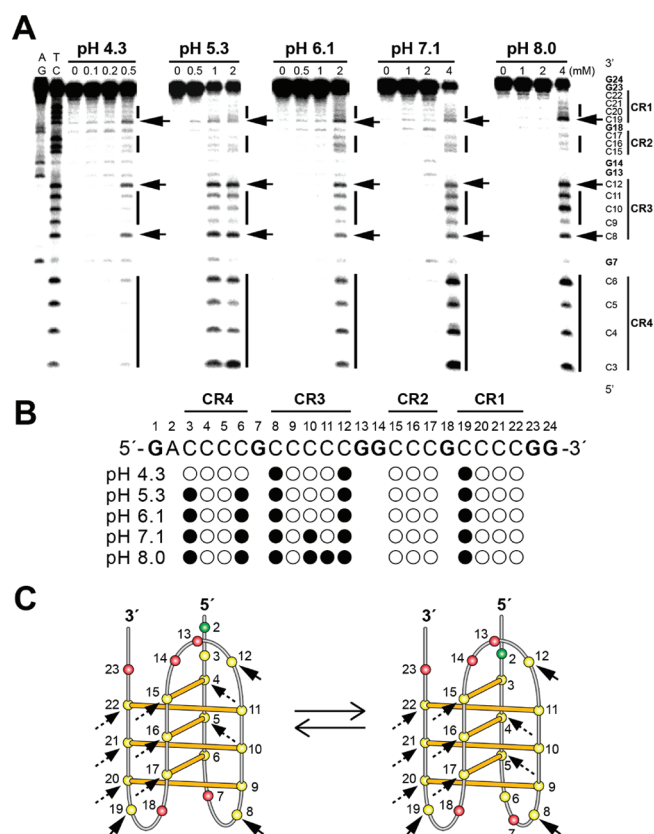 A
pH 4.3 pH 5.3 pH 6.1 pH 7.1 pH 8.0
A T
G C
0 0.1 0.2 0.5 0 0.5 1 2 0 0.5 1 2 0 1 2 4 0 1 2 4 (mM)
3´
G24
G23
C22
C21
C20
C19
CR1
G18
C17
C16
C15
CR2
G14
G13
C12
C11
C10
C9
C8
CR3
G7
C6
C5
C4
C3
CR4
5´
B
CR4 CR3 CR2 CR1
1 2 3 4 5 6 7 8 9 10 11 12 13 14 15 16 17 18 19 20 21 22 23 24
5´-GACCCCGCCCCCGGCCCGCCCCGG-3´
pH 4.3
pH 5.3
pH 6.1
pH 7.1
pH 8.0
C
3´ 5´ 3´ 5´
13 2 13 2
23 14 3 12 23 14 3 12
22 15 4 11 22 15 4 11
21 16 5 10 21 16 5 10
20 17 6 9 20 17 6 9
19 18 7 8 19 18 7 8